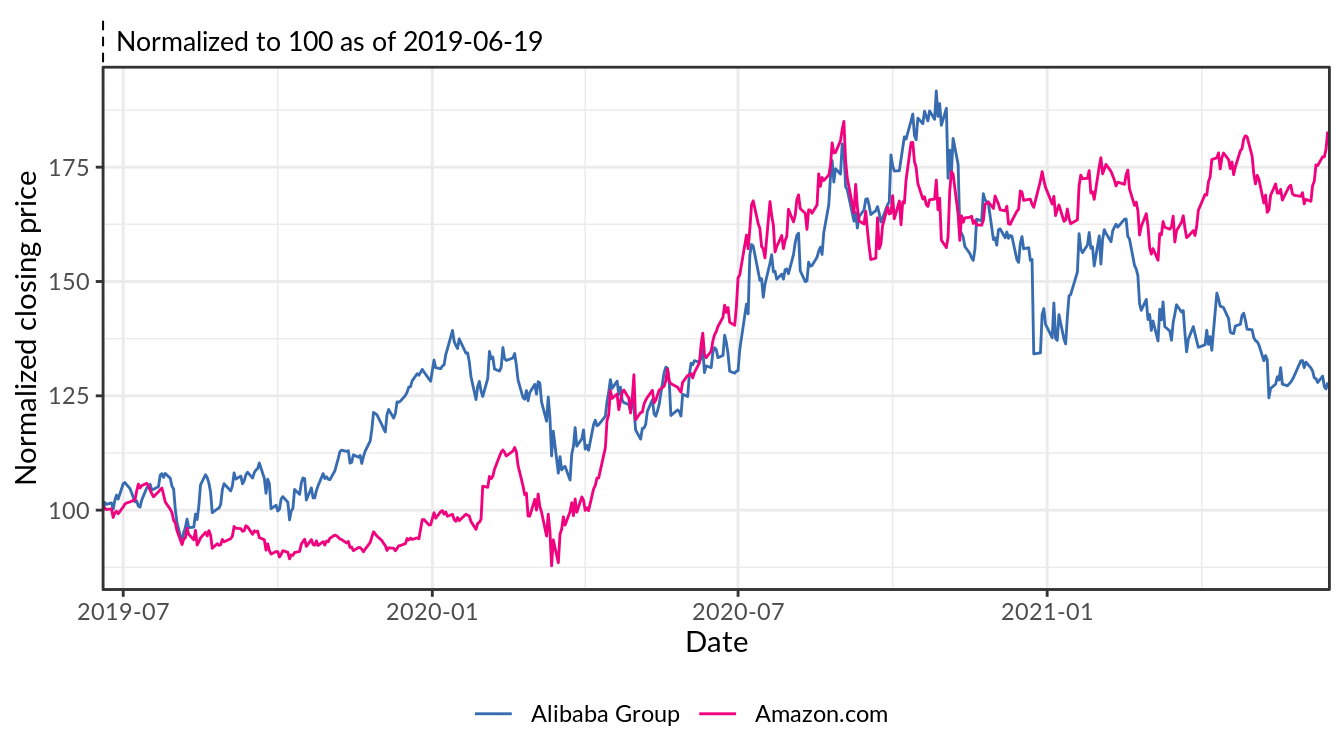 Normalized to 100 as of 2019-06-19
Normalized closing price
175
150
125
100
2019-07 2020-01 2020-07 2021-01
Date
Alibaba Group Amazon.com